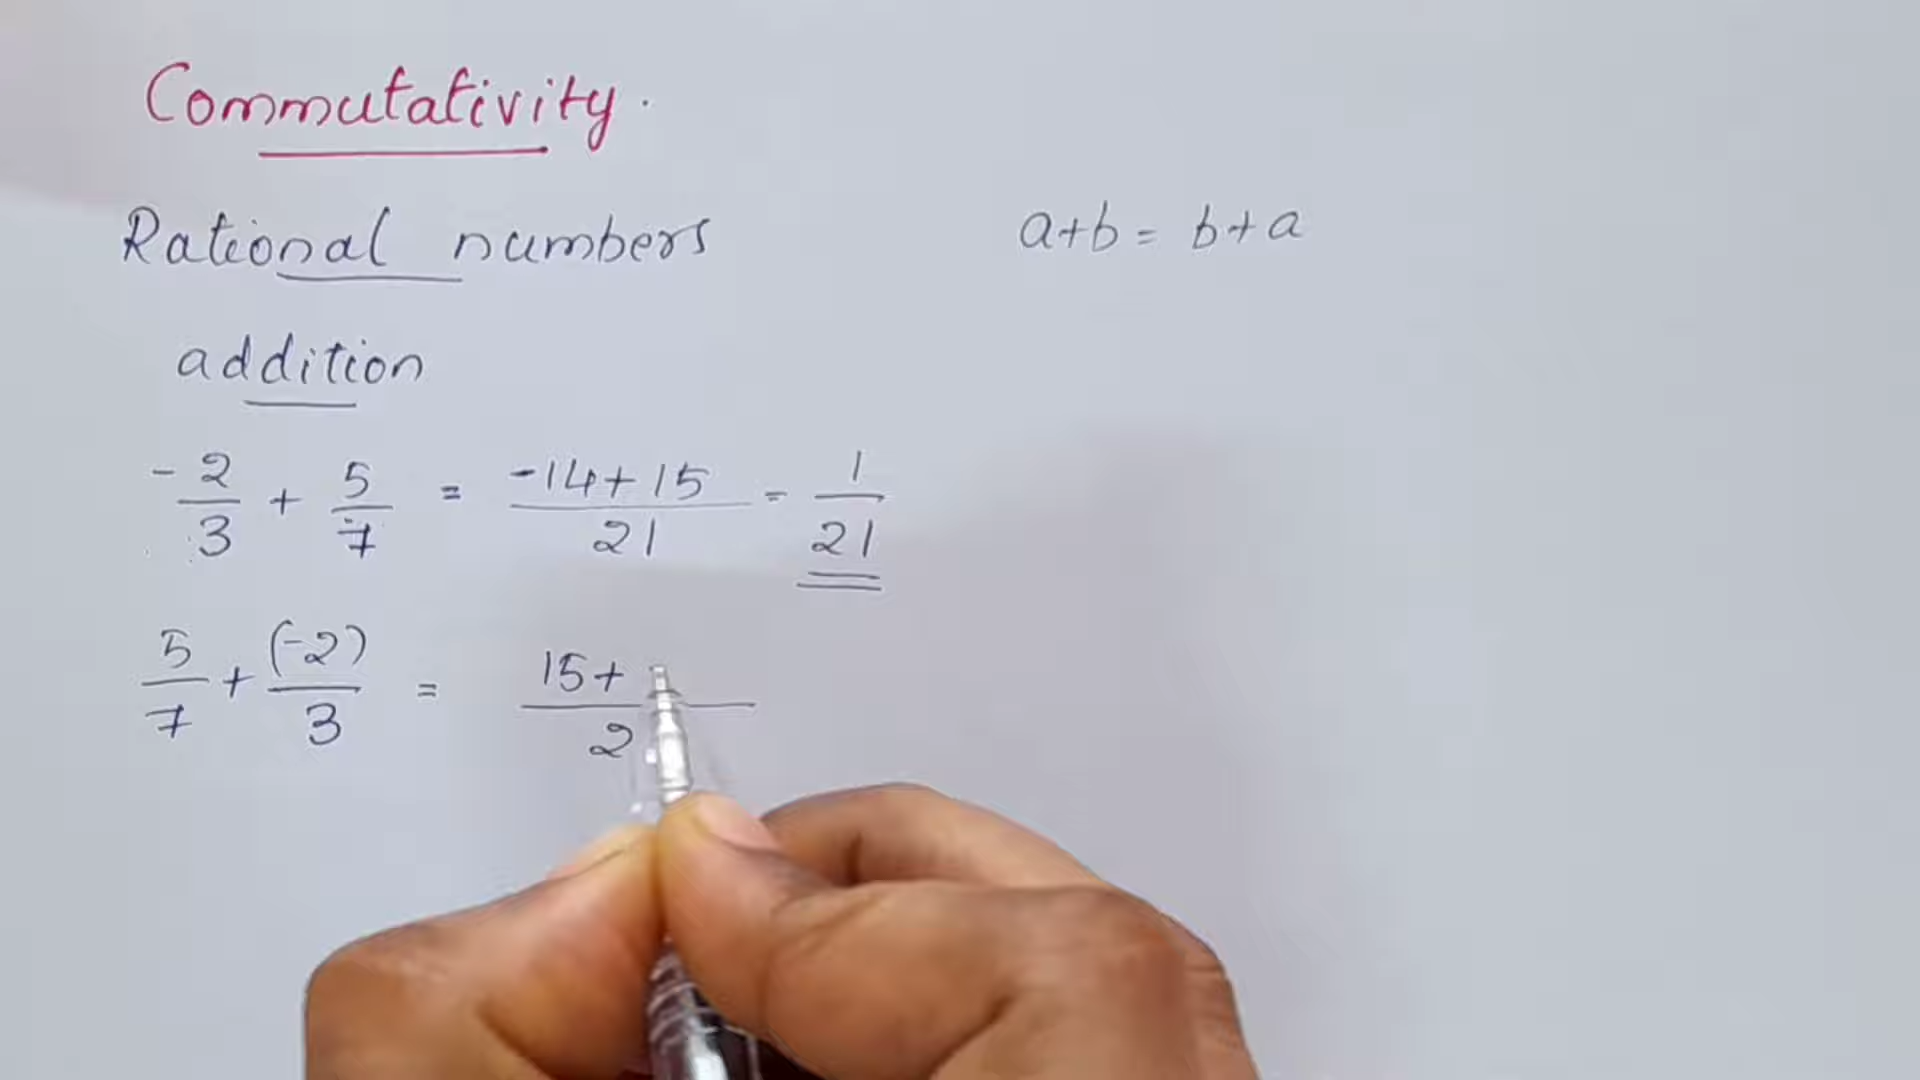 Commutativity.
Rational numbers
a+b = b+a
addition
-2/3 + 5/7 = -14+15/21 = 1/21
5/7 + (-2)/3 = 15+/2